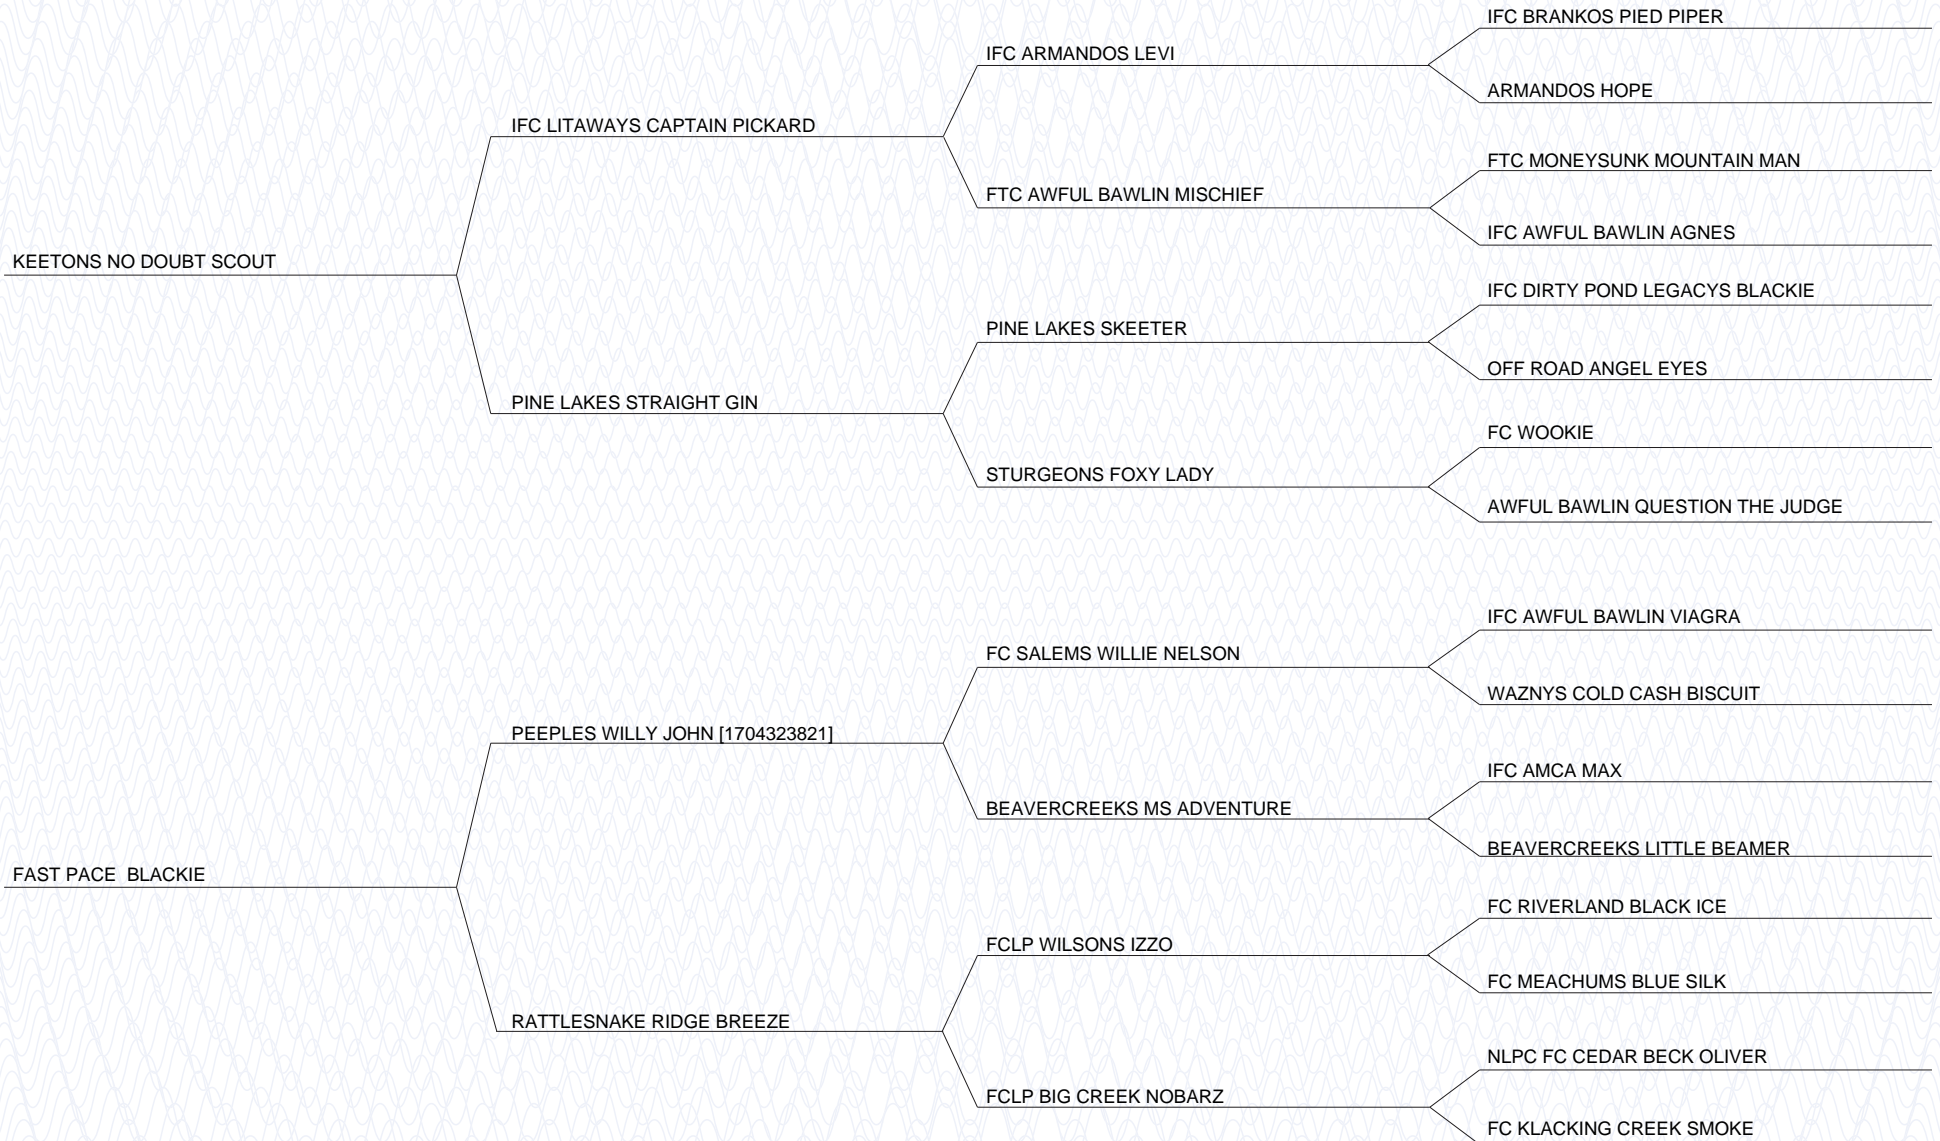 IFC BRANKOS PIED PIPER
IFC ARMANDOS LEVI
ARMANDOS HOPE
IFC LITAWAYS CAPTAIN PICKARD
FTC MONEYSUNK MOUNTAIN MAN
FTC AWFUL BAWLIN MISCHIEF
IFC AWFUL BAWLIN AGNES
KEETONS NO DOUBT SCOUT
IFC DIRTY POND LEGACYS BLACKIE
PINE LAKES SKEETER
OFF ROAD ANGEL EYES
PINE LAKES STRAIGHT GIN
FC WOOKIE
STURGEONS FOXY LADY
AWFUL BAWLIN QUESTION THE JUDGE
IFC AWFUL BAWLIN VIAGRA
FC SALEMS WILLIE NELSON
WAZNYS COLD CASH BISCUIT
PEEPLES WILLY JOHN [1704323821]
IFC AMCA MAX
BEAVERCREEKS MS ADVENTURE
BEAVERCREEKS LITTLE BEAMER
FAST PACE  BLACKIE
FC RIVERLAND BLACK ICE
FCLP WILSONS IZZO
FC MEACHUMS BLUE SILK
RATTLESNAKE RIDGE BREEZE
NLPC FC CEDAR BECK OLIVER
FCLP BIG CREEK NOBARZ
FC KLACKING CREEK SMOKE